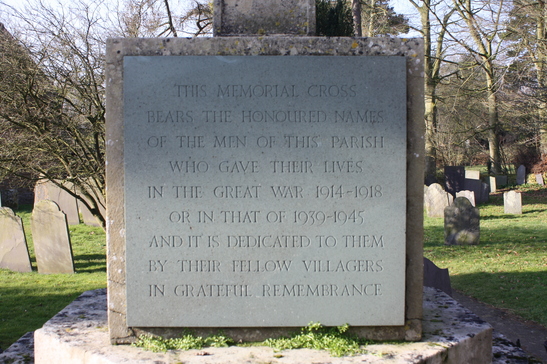 THIS MEMORIAL CROSS
BEARS THE HONOURED NAMES
OF THE MEN OF THIS PARISH
WHO GAVE THEIR LIVES
IN THE GREAT WAR 1914-1918
OR IN THAT OF 1939-1945
AND IT IS DEDICATED TO THEM
BY THEIR FELLOW VILLAGERS
IN GRATEFUL REMEMBRANCE